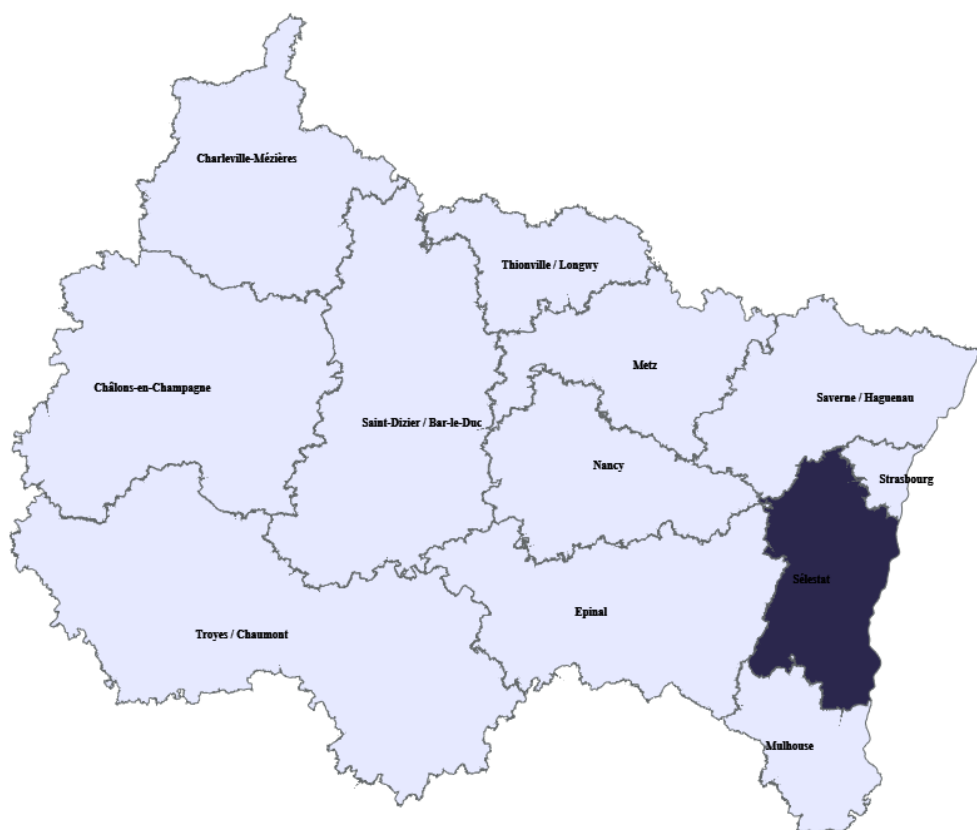 Charleville-Mézières
Thionville / Longwy
Metz
Châlons-en-Champagne
Saverne / Haguenau
Saint-Dizier / Bar-le-Duc
Nancy
Strasbourg
Sélestat
Epinal
Troyes / Chaumont
Mulhouse